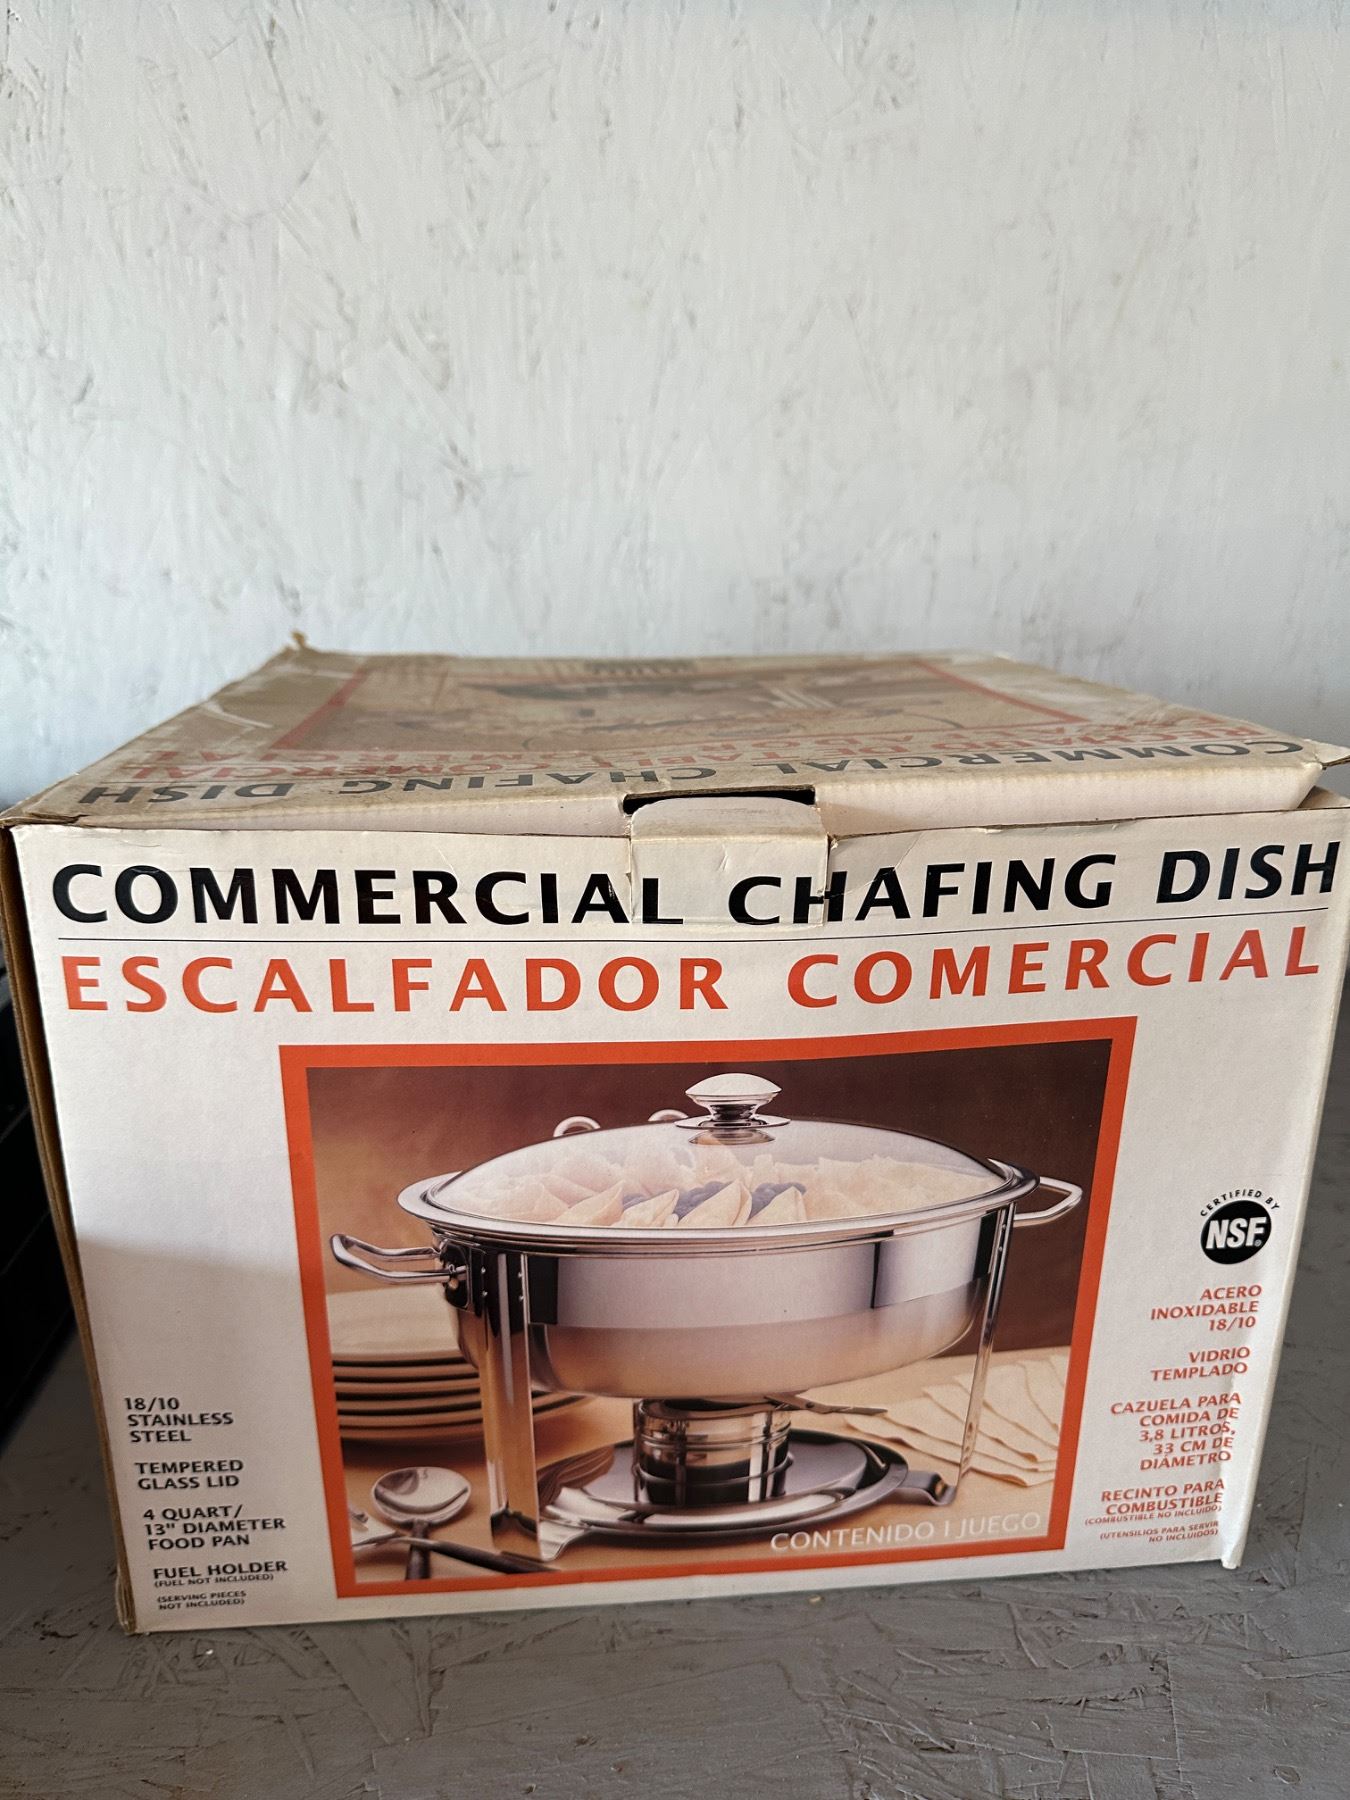 COMMERCIAL CHAFING DISH
COMMERCIAL CHAFING DISH
ESCALFADOR COMERCIAL
CERTIFIED BY
NSF
ACERO
INOXIDABLE
18/10
VIDRIO
TEMPLADO
CAZUELA PARA
COMIDA DE
3,8 LITROS,
33 CM DE
DIÁMETRO
RECINTO PARA
COMBUSTIBLE
(COMBUSTIBLE NO INCLUIDO)
(UTENSILIOS PARA SERVIR
NO INCLUIDOS)
18/10
STAINLESS
STEEL
TEMPERED
GLASS LID
4 QUART/
13" DIAMETER
FOOD PAN
FUEL HOLDER
(FUEL NOT INCLUDED)
(SERVING PIECES
NOT INCLUDED)
CONTENIDO 1 JUEGO